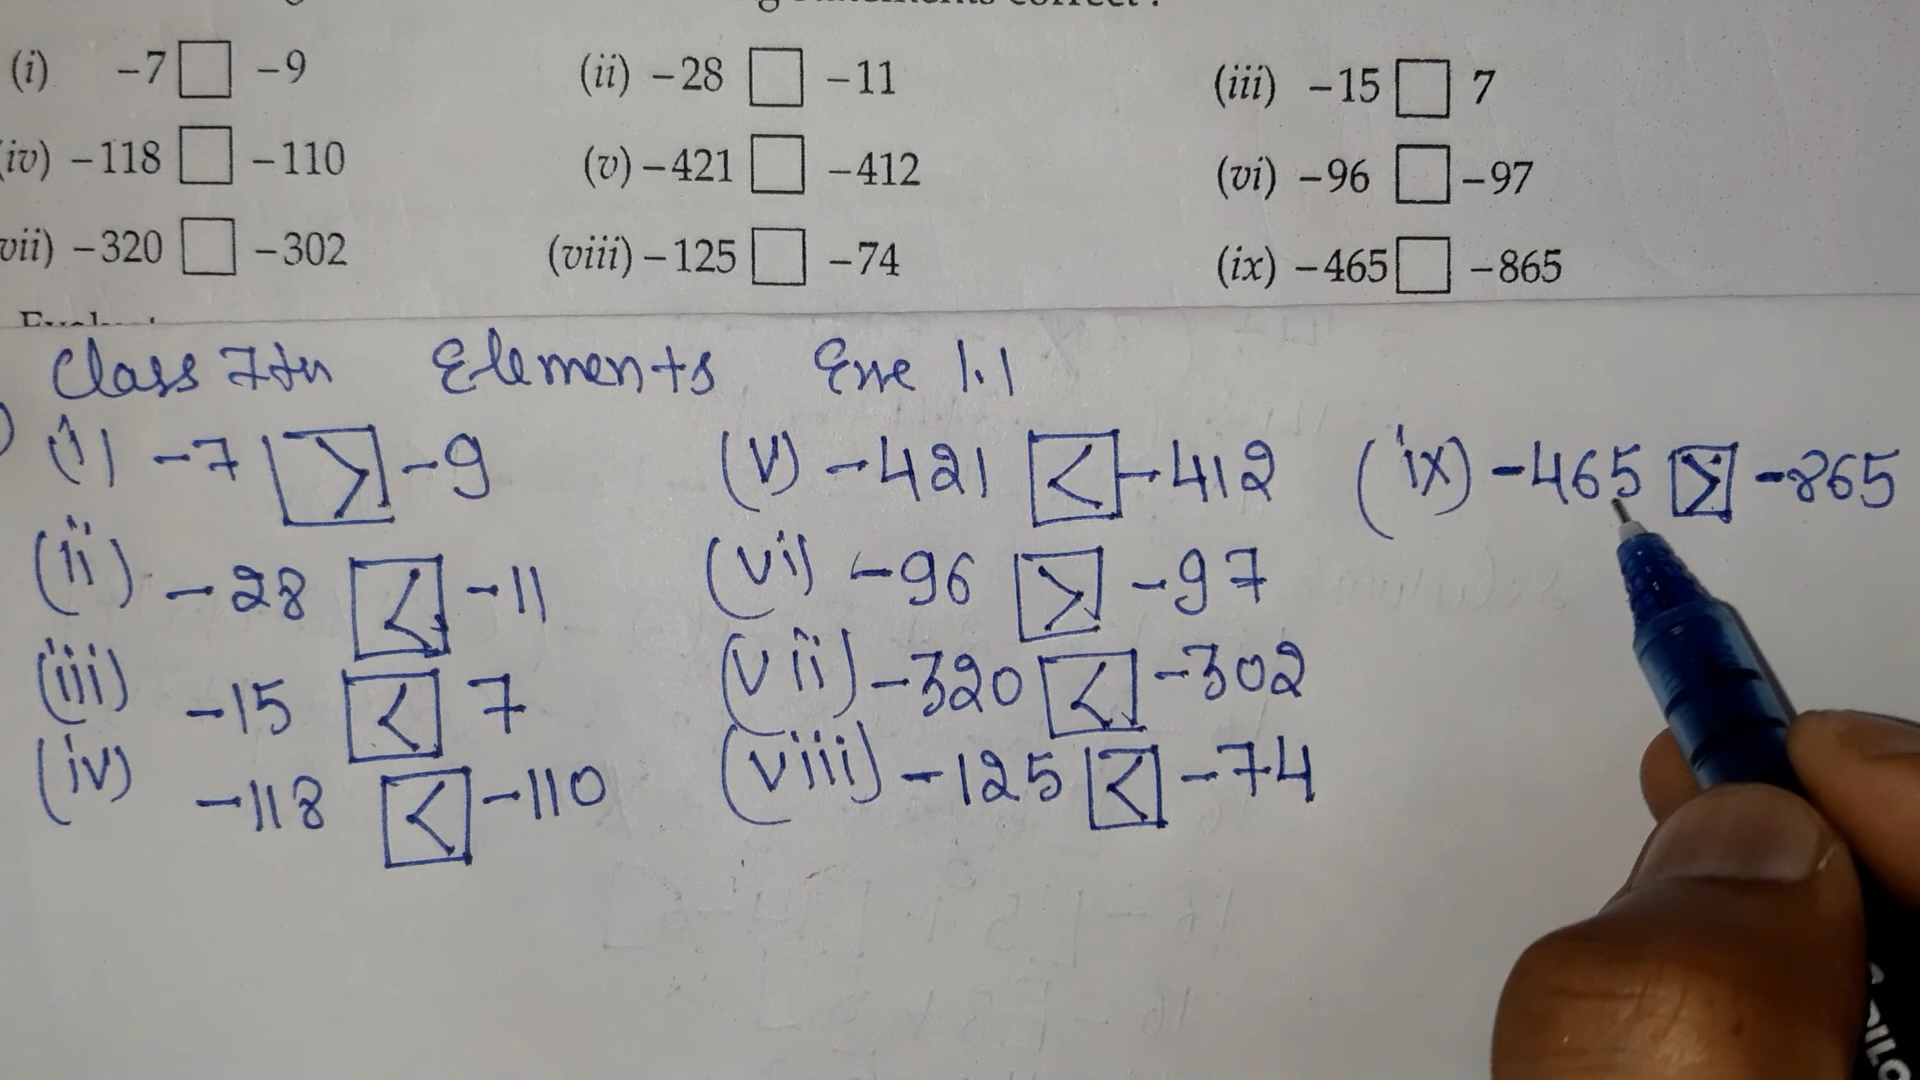 (i) -7 □ -9 (ii) -28 □ -11 (iii) -15 □ 7
(iv) -118 □ -110 (v) -421 □ -412 (vi) -96 □ -97
vii) -320 □ -302 (viii) -125 □ -74 (ix) -465 □ -865
Class 7th Elements Exe 1.1
(i) -7 > -9
(ii) -28 < -11
(iii) -15 < 7
(iv) -118 < -110
(v) -421 < -412
(vi) -96 > -97
(vii) -320 < -302
(viii) -125 < -74
(ix) -465 > -865